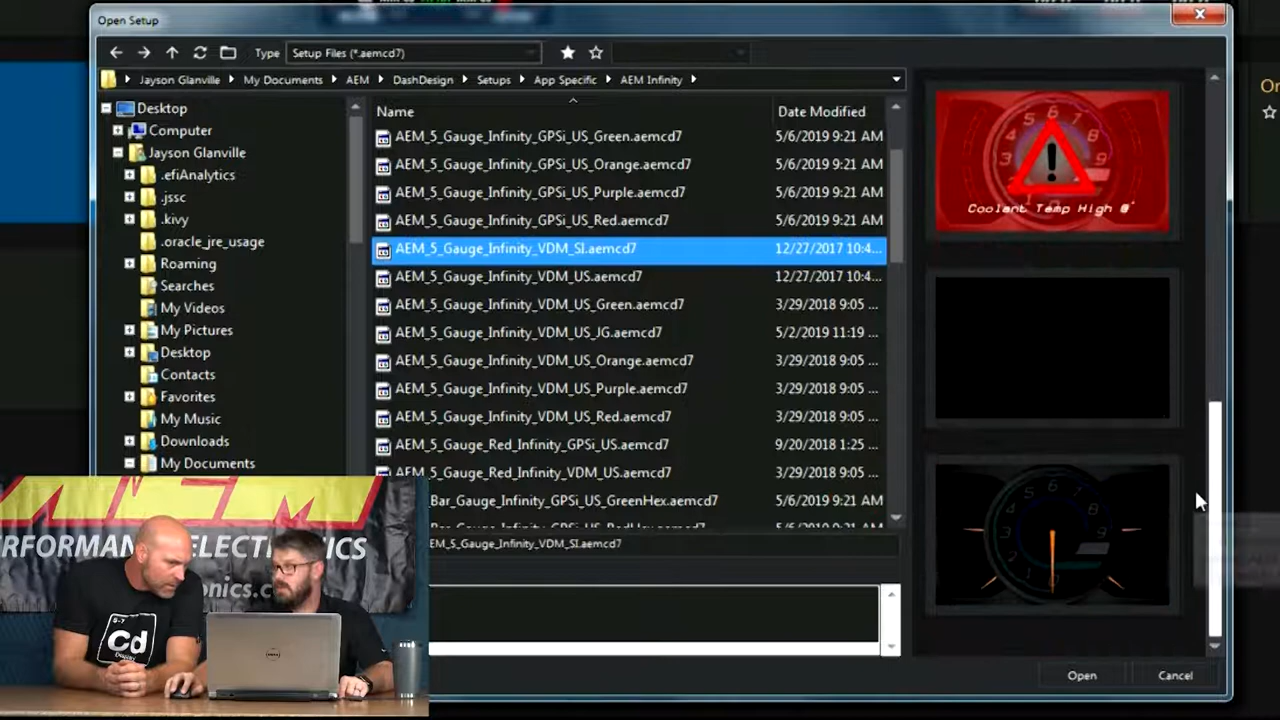 Open Setup
Type Setup Files (*.aemcd7)
Jayson Glanville My Documents AEM DashDesign Setups App Specific AEM Infinity
Desktop
Computer
Jayson Glanville
.efiAnalytics
.jssc
.kivy
.oracle_jre_usage
Roaming
Searches
My Videos
My Pictures
Desktop
Contacts
Favorites
My Music
Downloads
My Documents
Name Date Modified
AEM_5_Gauge_Infinity_GPSi_US_Green.aemcd7 5/6/2019 9:21 AM
AEM_5_Gauge_Infinity_GPSi_US_Orange.aemcd7 5/6/2019 9:21 AM
AEM_5_Gauge_Infinity_GPSi_US_Purple.aemcd7 5/6/2019 9:21 AM
AEM_5_Gauge_Infinity_GPSi_US_Red.aemcd7 5/6/2019 9:21 AM
AEM_5_Gauge_Infinity_VDM_SI.aemcd7 12/27/2017 10:4...
AEM_5_Gauge_Infinity_VDM_US.aemcd7 12/27/2017 10:4...
AEM_5_Gauge_Infinity_VDM_US_Green.aemcd7 3/29/2018 9:05 ...
AEM_5_Gauge_Infinity_VDM_US_JG.aemcd7 5/2/2019 11:19 ...
AEM_5_Gauge_Infinity_VDM_US_Orange.aemcd7 3/29/2018 9:05 ...
AEM_5_Gauge_Infinity_VDM_US_Purple.aemcd7 3/29/2018 9:05 ...
AEM_5_Gauge_Infinity_VDM_US_Red.aemcd7 3/29/2018 9:05 ...
AEM_5_Gauge_Red_Infinity_GPSi_US.aemcd7 9/20/2018 1:25 ...
AEM_5_Gauge_Red_Infinity_VDM_US.aemcd7 3/29/2018 9:05 ...
Bar_Gauge_Infinity_GPSi_US_GreenHex.aemcd7 5/6/2019 9:21 AM
EM_5_Gauge_Infinity_VDM_SI.aemcd7
Coolant Temp High @°
Open Cancel
AEM
ERFORMAN ELECTRONICS
onics.c
Cd